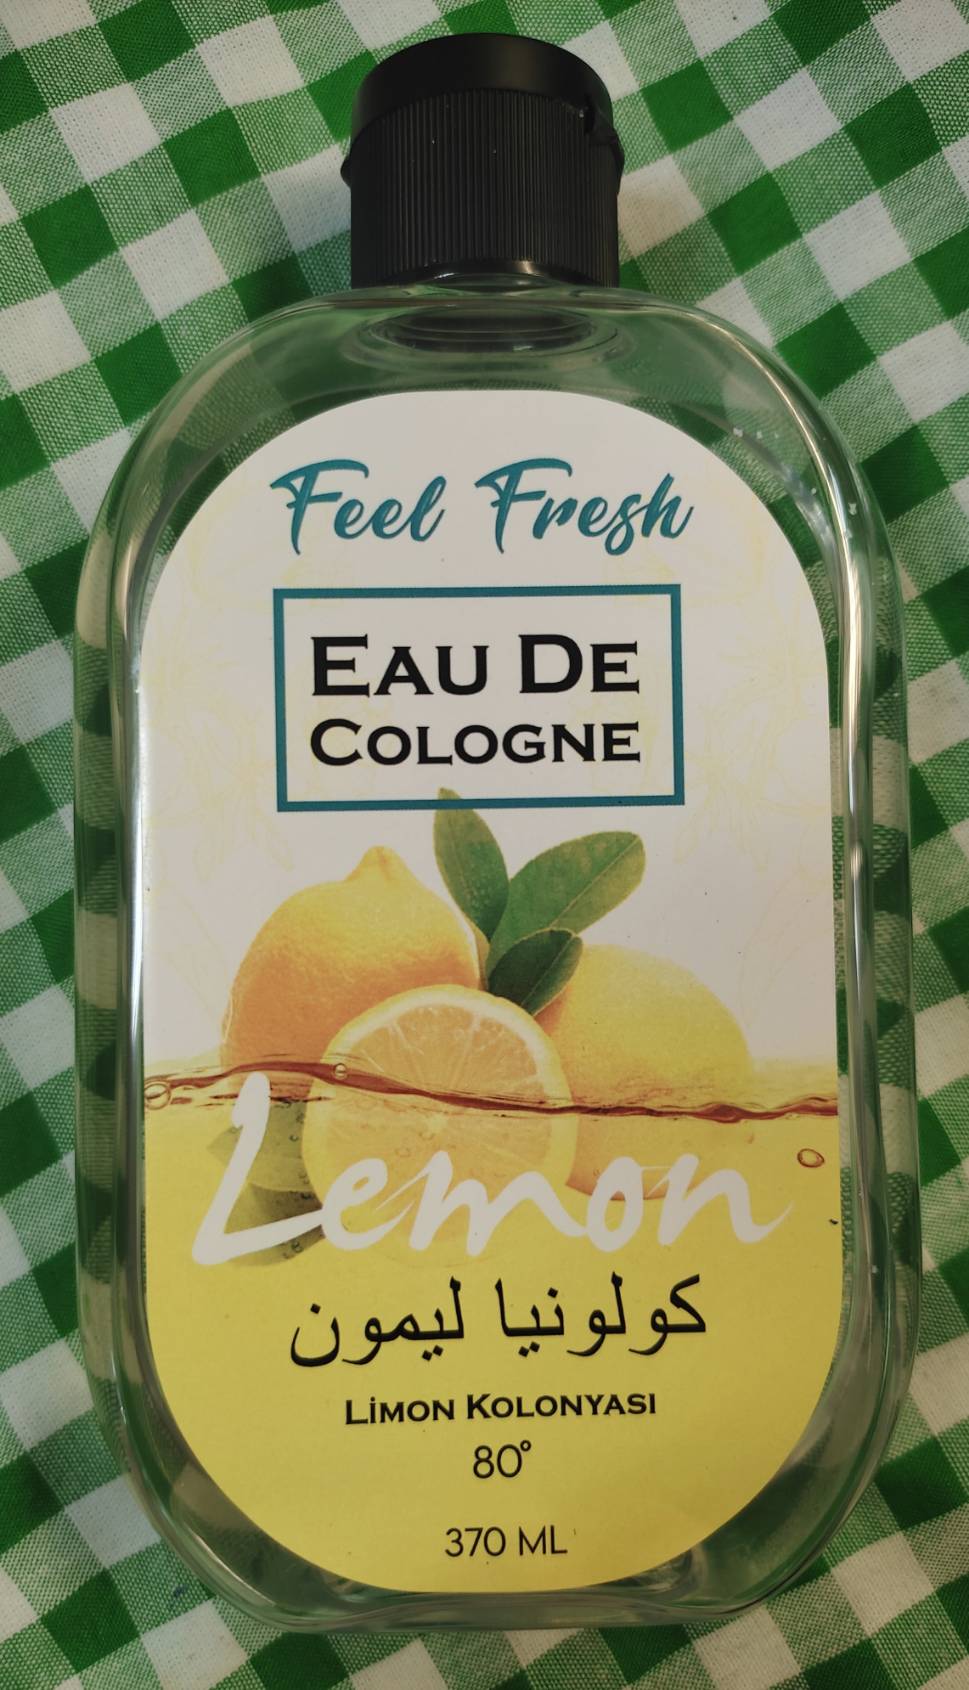 Feel Fresh
EAU DE
COLOGNE
Lemon
كولونيا ليمون
LİMON KOLONYASI
80°
370 ML